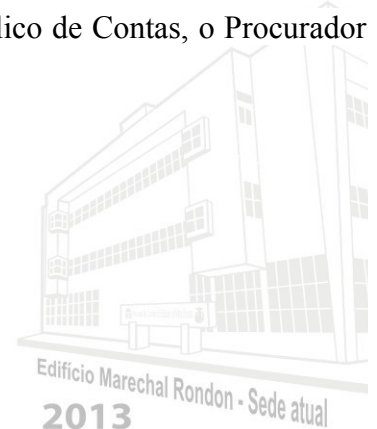 lico de Contas, o Procurador
Edifício Marechal Rondon - Sede atual
2013